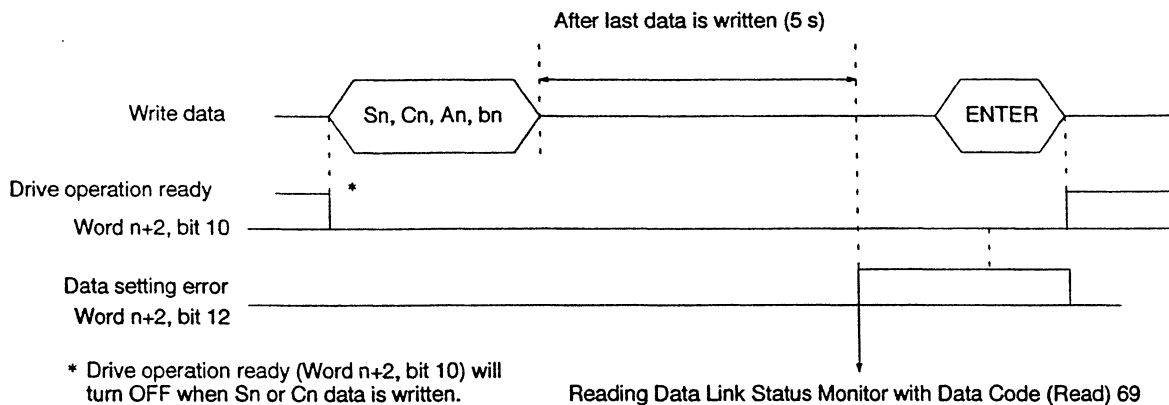 After last data is written (5 s)
Write data
Sn, Cn, An, bn
ENTER
Drive operation ready
*
Word n+2, bit 10
Data setting error
Word n+2, bit 12
* Drive operation ready (Word n+2, bit 10) will
turn OFF when Sn or Cn data is written.
Reading Data Link Status Monitor with Data Code (Read) 69